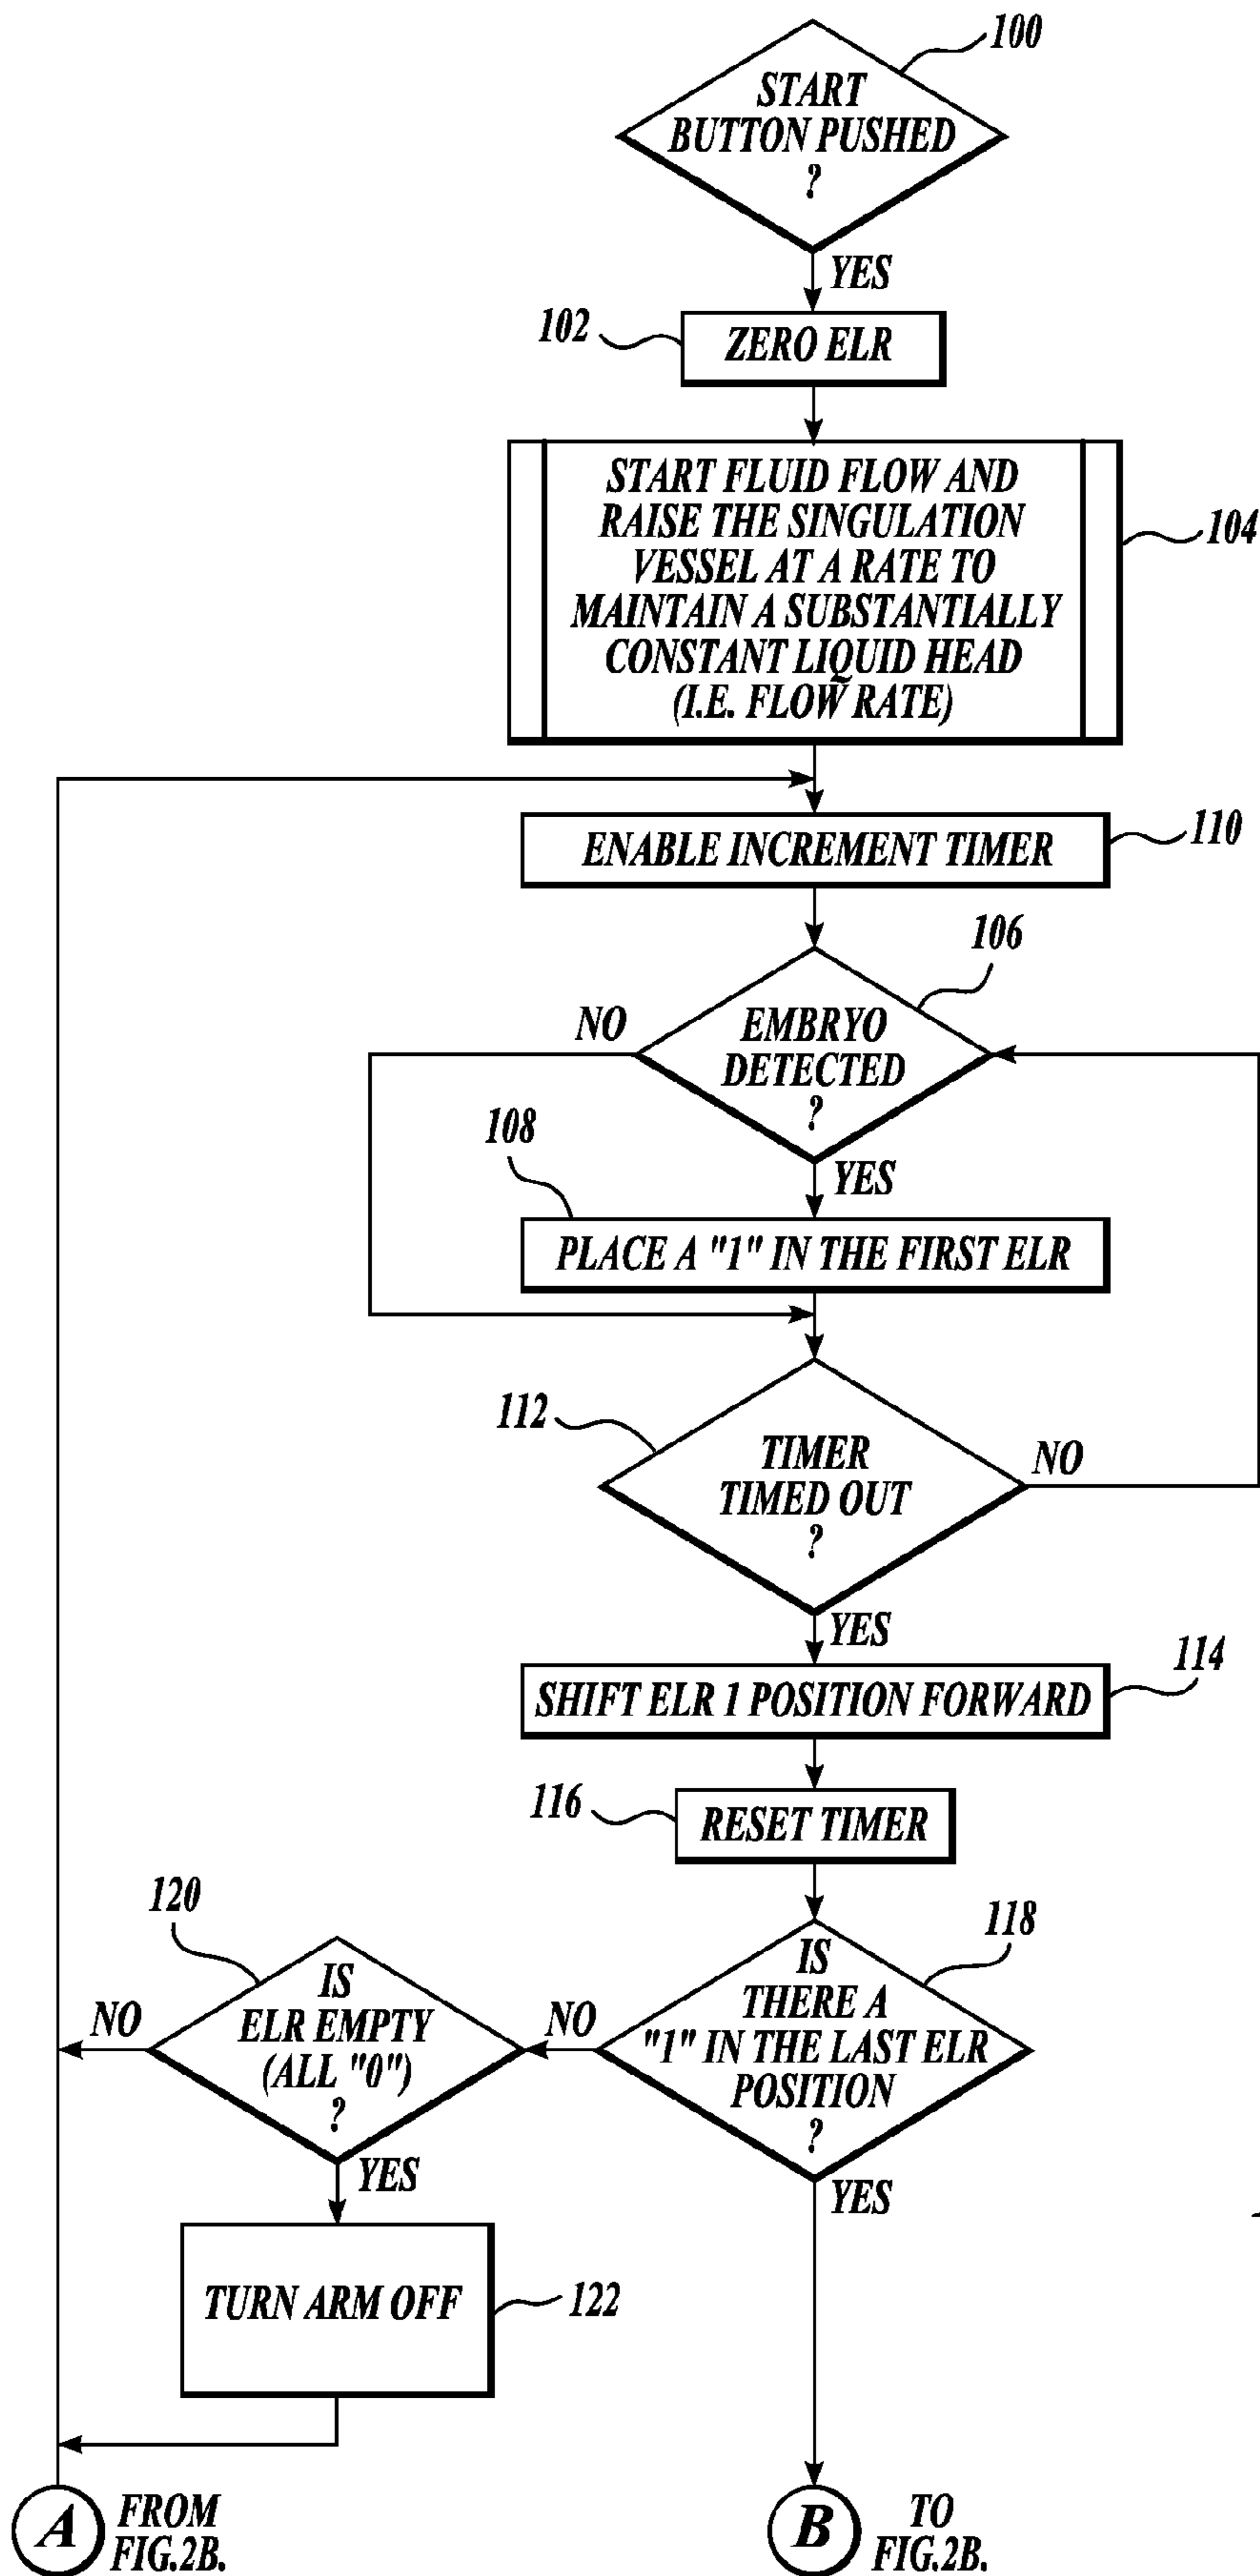 100
START
BUTTON PUSHED
?
YES
102
ZERO ELR
START FLUID FLOW AND
RAISE THE SINGULATION
VESSEL AT A RATE TO
MAINTAIN A SUBSTANTIALLY
CONSTANT LIQUID HEAD
(I.E. FLOW RATE)
104
ENABLE INCREMENT TIMER
110
106
NO
EMBRYO
DETECTED
?
108
YES
PLACE A "1" IN THE FIRST ELR
112
TIMER
TIMED OUT
?
NO
YES
SHIFT ELR 1 POSITION FORWARD
114
116
RESET TIMER
120
118
IS
ELR EMPTY
(ALL "0")
?
NO
NO
IS
THERE A
"1" IN THE LAST ELR
POSITION
?
YES
YES
TURN ARM OFF
122
A
FROM
FIG.2B.
B
TO
FIG.2B.